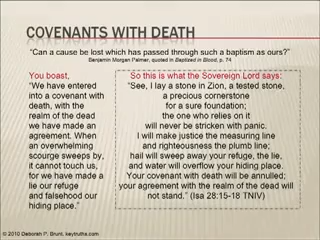 COVENANTS WITH DEATH
"Can a cause be lost which has passed through such a baptism as ours?"
Benjamin Morgan Palmer, quoted in Baptized in Blood, p. 74
You boast,
"We have entered
into a covenant with
death, with the
realm of the dead
we have made an
agreement. When
an overwhelming
scourge sweeps by,
it cannot touch us,
for we have made a
lie our refuge
and falsehood our
hiding place."
So this is what the Sovereign Lord says:
"See, I lay a stone in Zion, a tested stone,
a precious cornerstone
for a sure foundation;
the one who relies on it
will never be stricken with panic.
I will make justice the measuring line
and righteousness the plumb line;
hail will sweep away your refuge, the lie,
and water will overflow your hiding place.
Your covenant with death will be annulled;
your agreement with the realm of the dead will
not stand." (Isa 28:15-18 TNIV)
© 2010 Deborah P. Brunt, keytruths.com